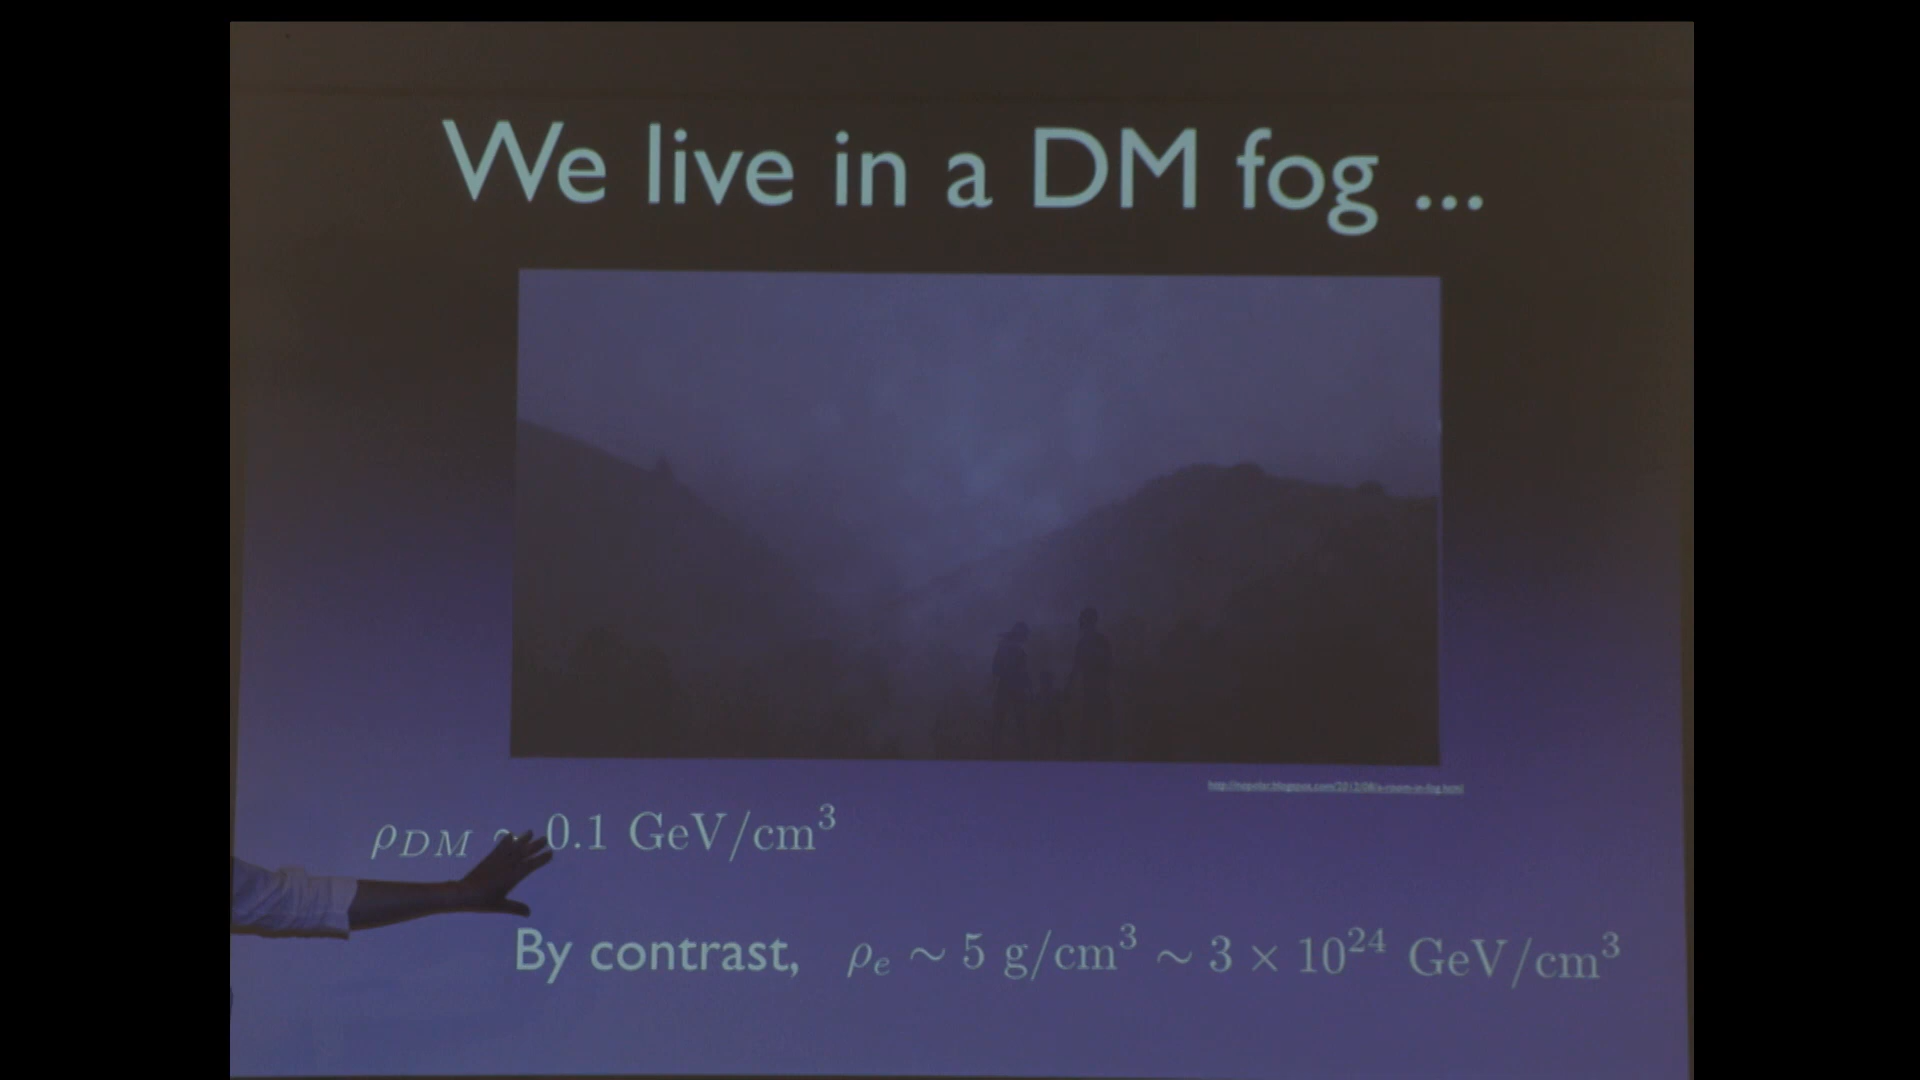 We live in a DM fog ...
ρ_DM ~ 0.1 GeV/cm³
By contrast, ρ_e ~ 5 g/cm³ ~ 3 × 10²⁴ GeV/cm³